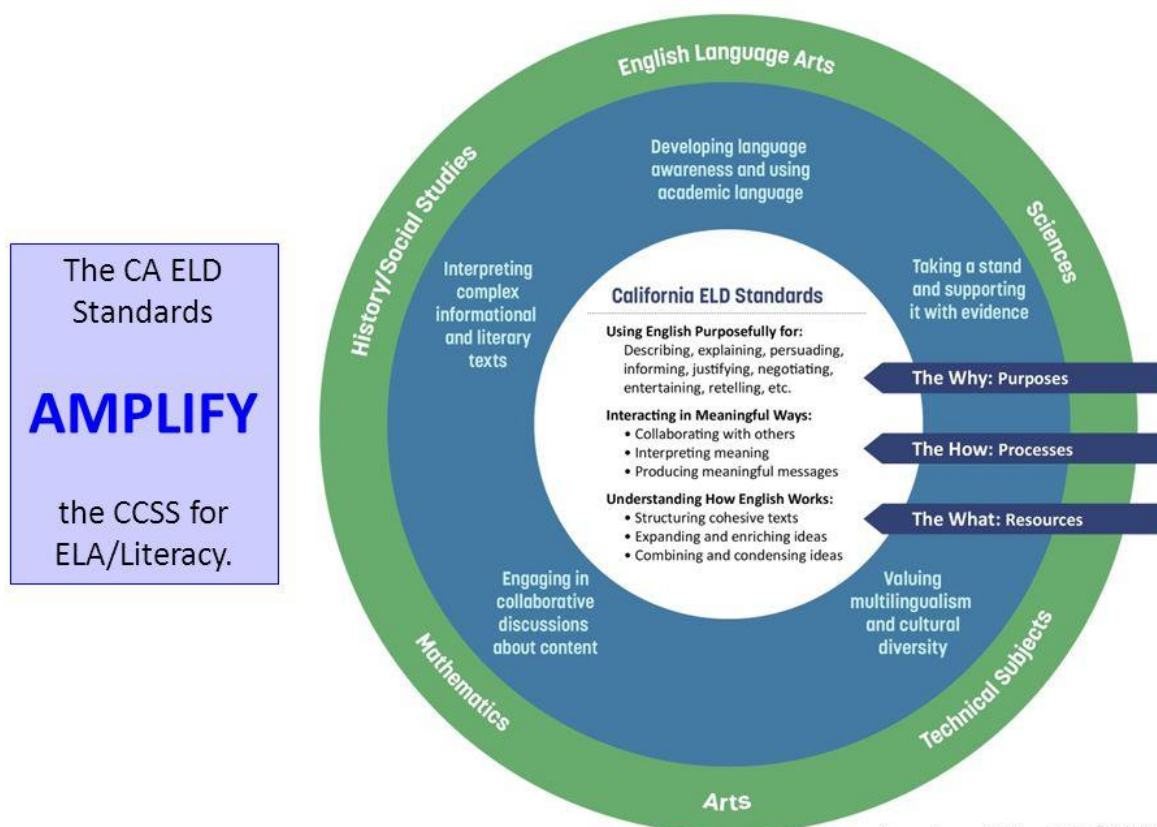 The CA ELD
Standards
AMPLIFY
the CCSS for
ELA/Literacy.
English Language Arts
History/Social Studies
Sciences
Developing language
awareness and using
academic language
Interpreting
complex
informational
and literary
texts
Taking a stand
and supporting
it with evidence
California ELD Standards
Using English Purposefully for:
Describing, explaining, persuading,
informing, justifying, negotiating,
entertaining, retelling, etc.
Interacting in Meaningful Ways:
• Collaborating with others
• Interpreting meaning
• Producing meaningful messages
Understanding How English Works:
• Structuring cohesive texts
• Expanding and enriching ideas
• Combining and condensing ideas
The Why: Purposes
The How: Processes
The What: Resources
Engaging in
collaborative
discussions
about content
Valuing
multilingualism
and cultural
diversity
Mathematics
Technical Subjects
Arts